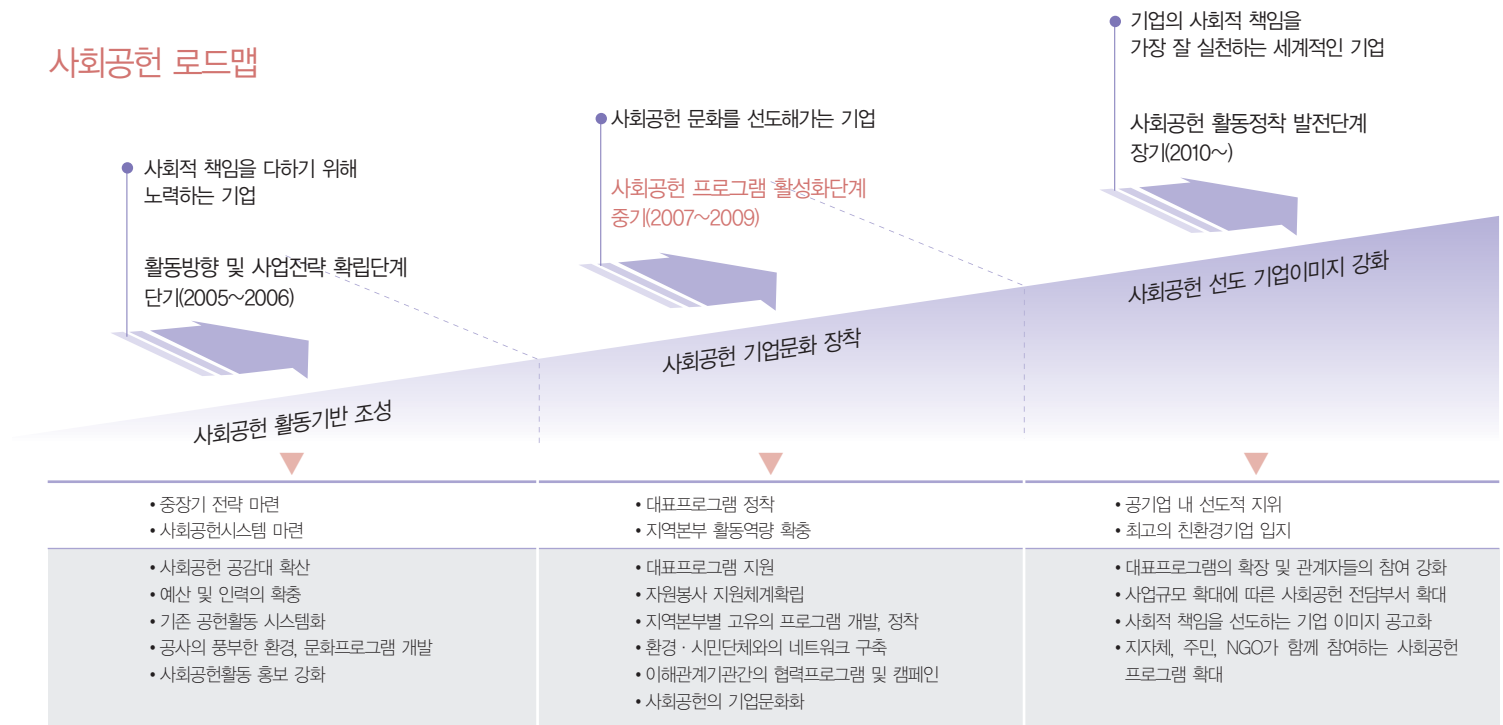 사회공헌 로드맵
기업의 사회적 책임을
가장 잘 실천하는 세계적인 기업
사회공헌 활동정착 발전단계
장기(2010~)
사회공헌 문화를 선도해가는 기업
사회공헌 프로그램 활성화단계
중기(2007~2009)
사회적 책임을 다하기 위해
노력하는 기업
활동방향 및 사업전략 확립단계
단기(2005~2006)
사회공헌 활동기반 조성
사회공헌 기업문화 장착
사회공헌 선도 기업이미지 강화
• 중장기 전략 마련
• 사회공헌시스템 마련
• 사회공헌 공감대 확산
• 예산 및 인력의 확충
• 기존 공헌활동 시스템화
• 공사의 풍부한 환경, 문화프로그램 개발
• 사회공헌활동 홍보 강화
• 대표프로그램 정착
• 지역본부 활동역량 확충
• 대표프로그램 지원
• 자원봉사 지원체계확립
• 지역본부별 고유의 프로그램 개발, 정착
• 환경 · 시민단체와의 네트워크 구축
• 이해관계기관간의 협력프로그램 및 캠페인
• 사회공헌의 기업문화화
• 공기업 내 선도적 지위
• 최고의 친환경기업 입지
• 대표프로그램의 확장 및 관계자들의 참여 강화
• 사업규모 확대에 따른 사회공헌 전담부서 확대
• 사회적 책임을 선도하는 기업 이미지 공고화
• 지자체, 주민, NGO가 함께 참여하는 사회공헌
프로그램 확대